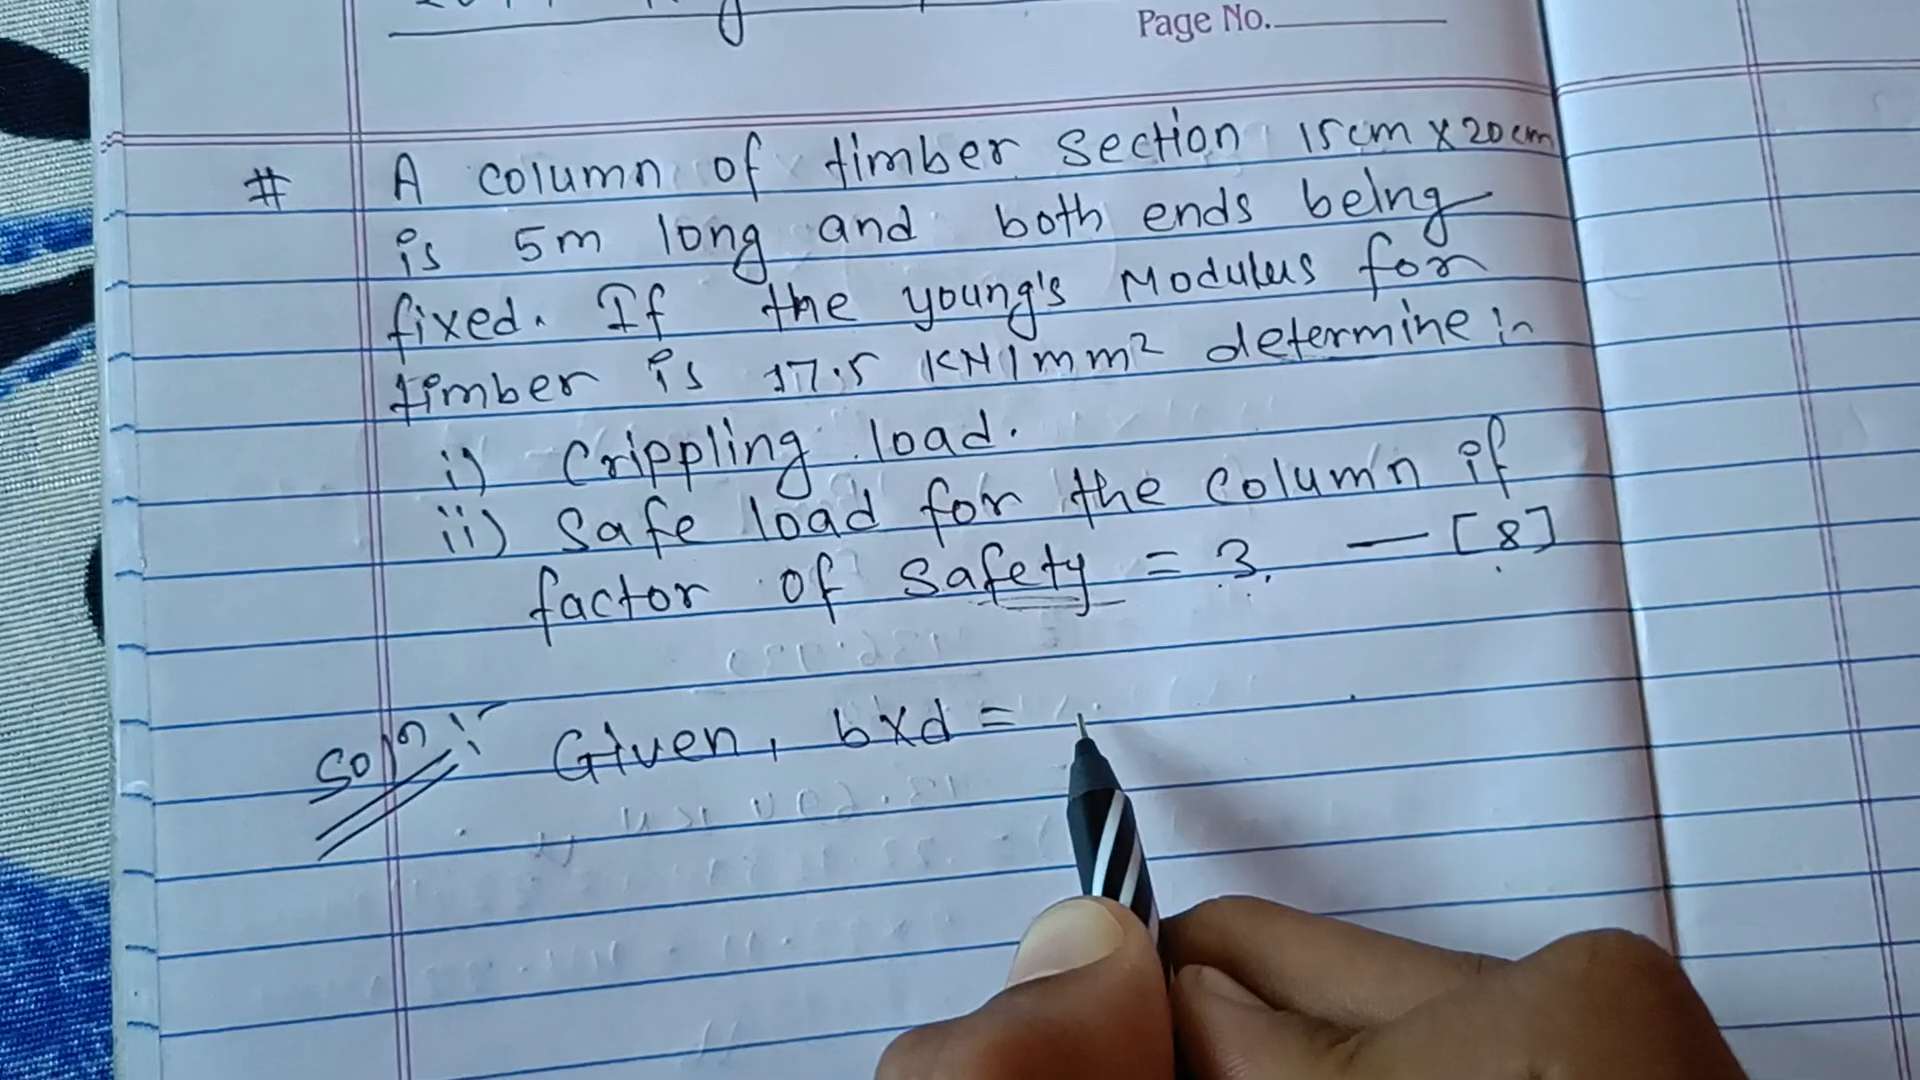 Page No.
# A column of timber section 15cm x 20cm
is 5m long and both ends being
fixed. If the young's Modulus for
timber is 17.5 KN/mm² determine :-
i) Crippling load.
ii) Safe load for the column if
factor of safety = 3. — [8]
Soln:- Given, bxd =